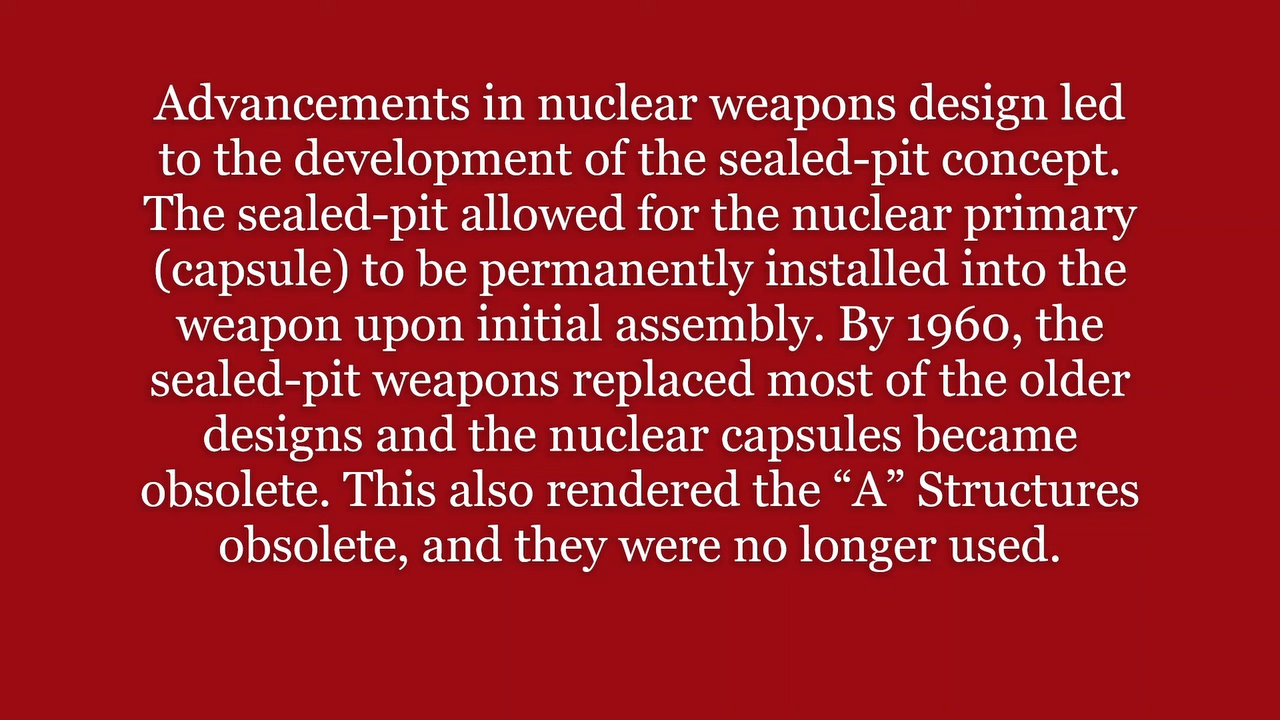 Advancements in nuclear weapons design led
to the development of the sealed-pit concept.
The sealed-pit allowed for the nuclear primary
(capsule) to be permanently installed into the
weapon upon initial assembly. By 1960, the
sealed-pit weapons replaced most of the older
designs and the nuclear capsules became
obsolete. This also rendered the “A” Structures
obsolete, and they were no longer used.